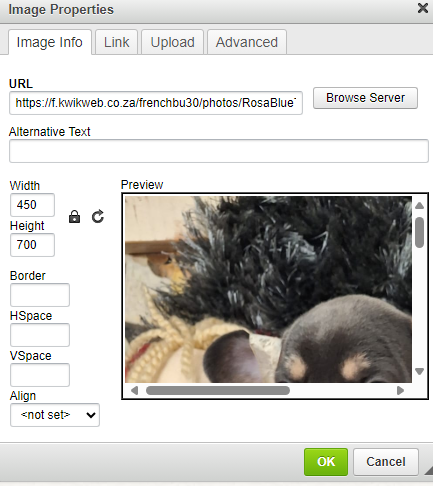 Image Properties
Image Info Link Upload Advanced
URL
https://f.kwikweb.co.za/frenchbu30/photos/RosaBlue
Browse Server
Alternative Text
Width
450
Height
700
Preview
Border
HSpace
VSpace
Align
<not set>
OK Cancel